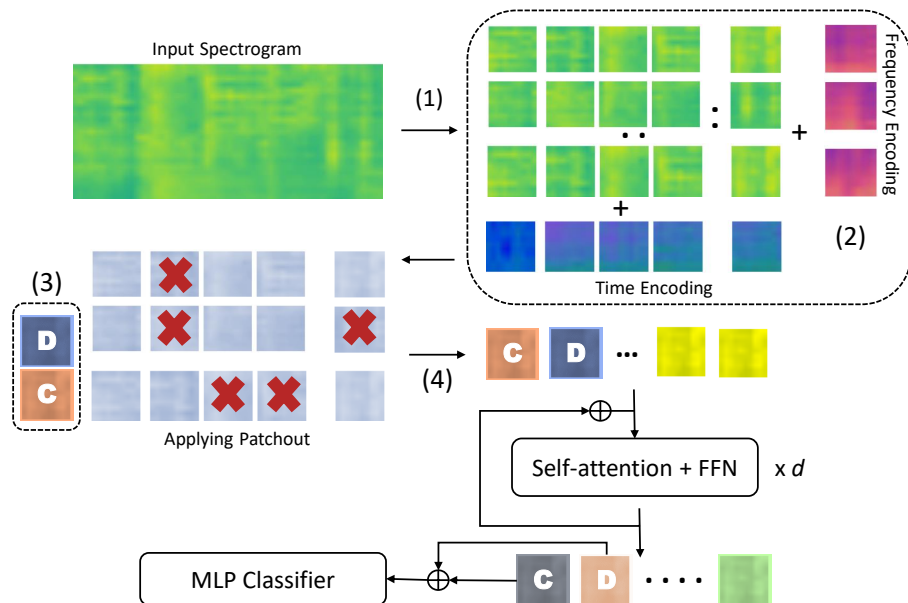 Input Spectrogram
(1)
Frequency Encoding
+
+
(2)
Time Encoding
(3)
D
C
Applying Patchout
(4)
C
D
...
Self-attention + FFN
x d
MLP Classifier
C
D
....